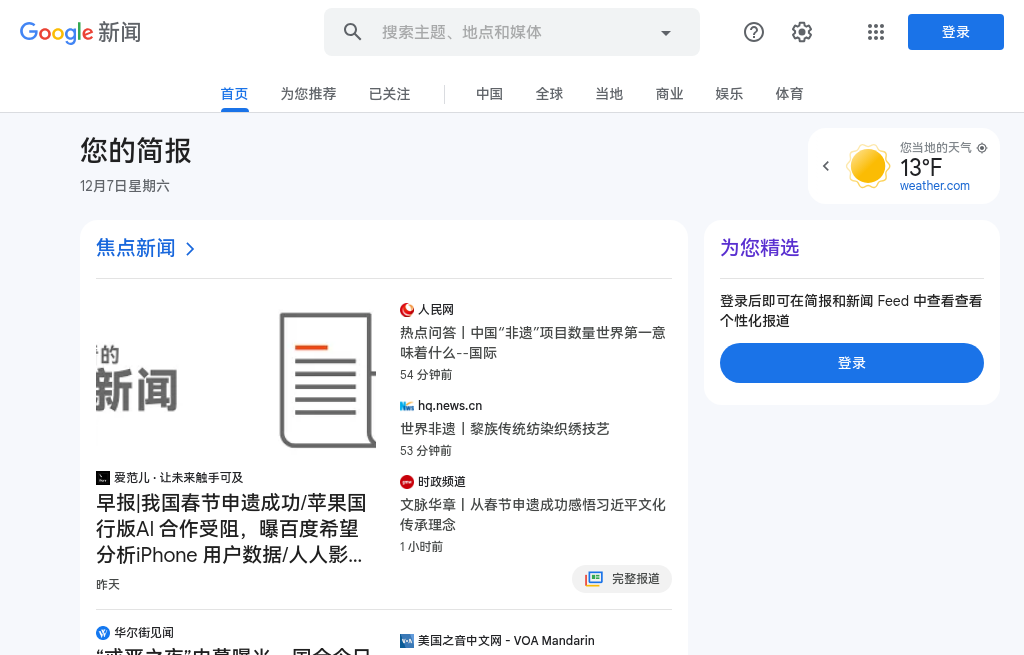 Google 新闻
搜索主题、地点和媒体
登录
首页
为您推荐
已关注
中国
全球
当地
商业
娱乐
体育
您的简报
12月7日星期六
您当地的天气
13°F
weather.com
焦点新闻
的
新闻
爱范儿 · 让未来触手可及
早报|我国春节申遗成功/苹果国
行版AI 合作受阻，曝百度希望
分析iPhone 用户数据/人人影...
昨天
人民网
热点问答丨中国“非遗”项目数量世界第一意
味着什么--国际
54 分钟前
hq.news.cn
世界非遗丨黎族传统纺染织绣技艺
53 分钟前
时政频道
文脉华章丨从春节申遗成功感悟习近平文化
传承理念
1 小时前
完整报道
华尔街见闻
美国之音中文网 - VOA Mandarin
为您精选
登录后即可在简报和新闻 Feed 中查看查看
个性化报道
登录